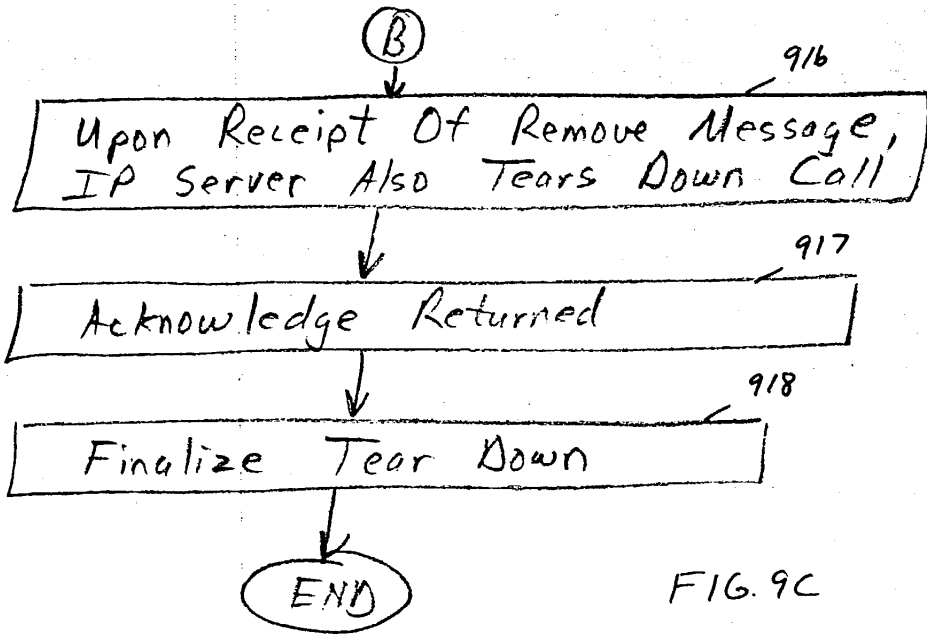 B
916
Upon Receipt Of Remove Message,
IP Server Also Tears Down Call
917
Acknowledge Returned
918
Finalize Tear Down
END
FIG. 9C